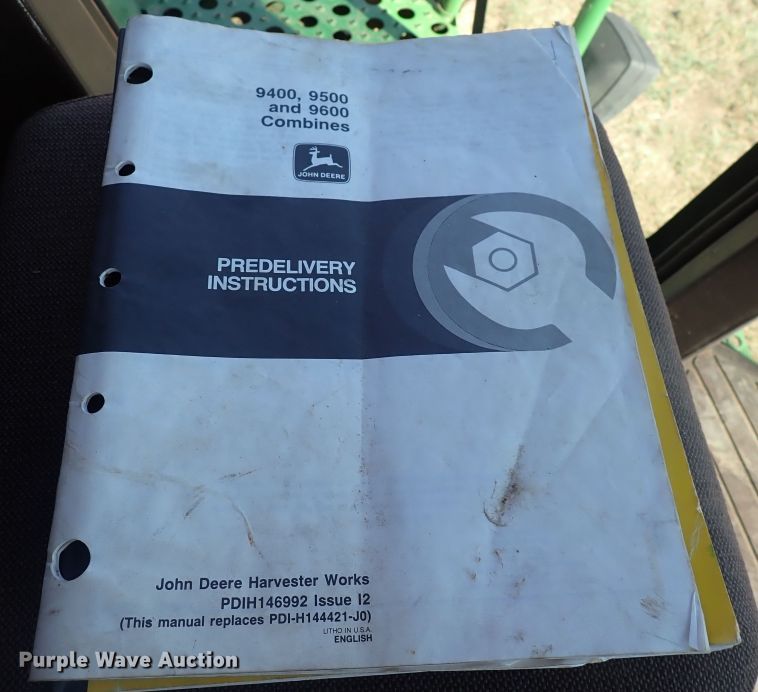 9400, 9500
and 9600
Combines
JOHN DEERE
PREDELIVERY
INSTRUCTIONS
John Deere Harvester Works
PDIH146992 Issue I2
(This manual replaces PDI-H144421-J0)
LITHO IN U.S.A.
ENGLISH
Purple Wave Auction